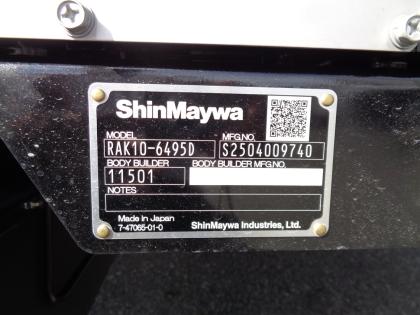 ShinMaywa
MODEL MFG.NO.
RAK10-6495D S2504009740
BODY BUILDER BODY BUILDER MFG.NO.
11501
NOTES
Made in Japan
7-47065-01-0 ShinMaywa Industries, Ltd.